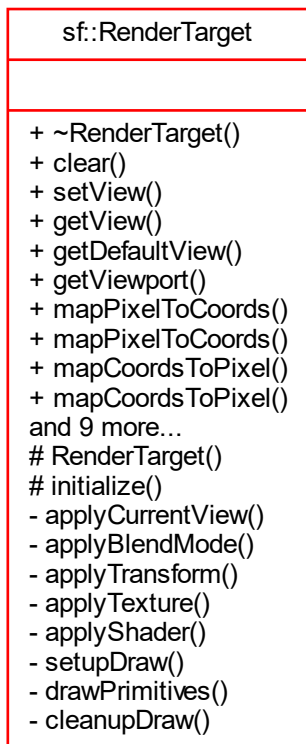 sf::RenderTarget
+ ~RenderTarget()
+ clear()
+ setView()
+ getView()
+ getDefaultView()
+ getViewport()
+ mapPixelToCoords()
+ mapPixelToCoords()
+ mapCoordsToPixel()
+ mapCoordsToPixel()
and 9 more...
# RenderTarget()
# initialize()
- applyCurrentView()
- applyBlendMode()
- applyTransform()
- applyTexture()
- applyShader()
- setupDraw()
- drawPrimitives()
- cleanupDraw()